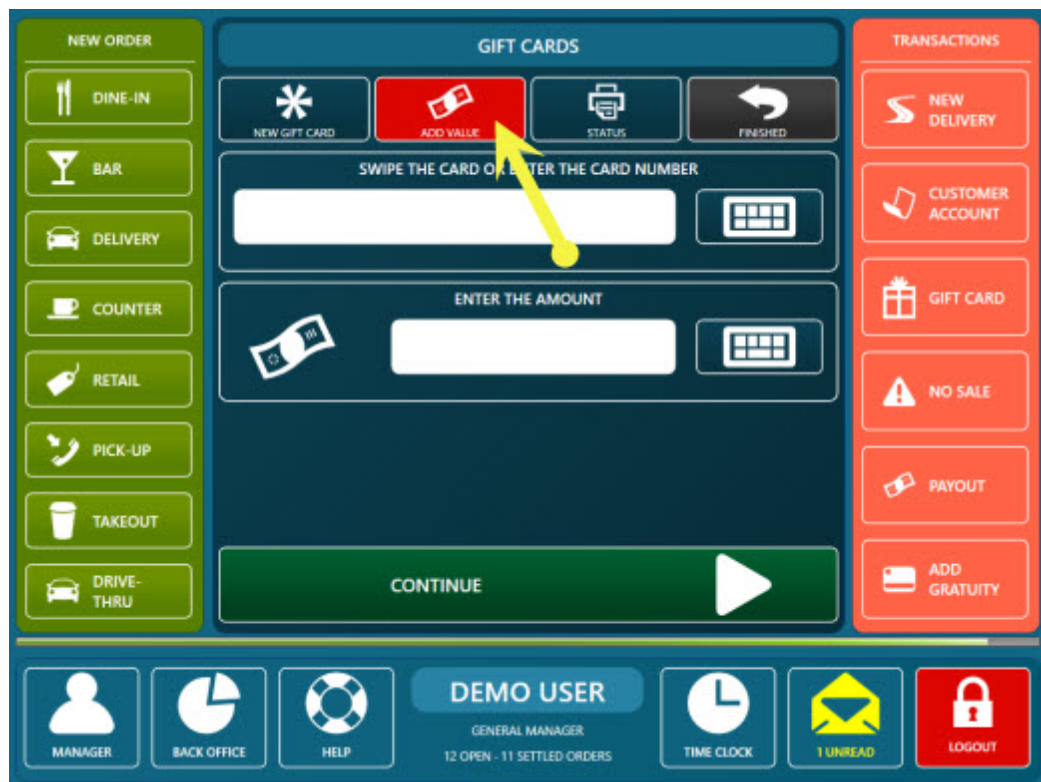 NEW ORDER
DINE-IN
BAR
DELIVERY
COUNTER
RETAIL
PICK-UP
TAKEOUT
DRIVE-
THRU
GIFT CARDS
NEW GIFT CARD
ADD VALUE
STATUS
FINISHED
SWIPE THE CARD OR ENTER THE CARD NUMBER
ENTER THE AMOUNT
CONTINUE
TRANSACTIONS
NEW
DELIVERY
CUSTOMER
ACCOUNT
GIFT CARD
NO SALE
PAYOUT
ADD
GRATUITY
MANAGER
BACK OFFICE
HELP
DEMO USER
GENERAL MANAGER
12 OPEN - 11 SETTLED ORDERS
TIME CLOCK
1 UNREAD
LOGOUT